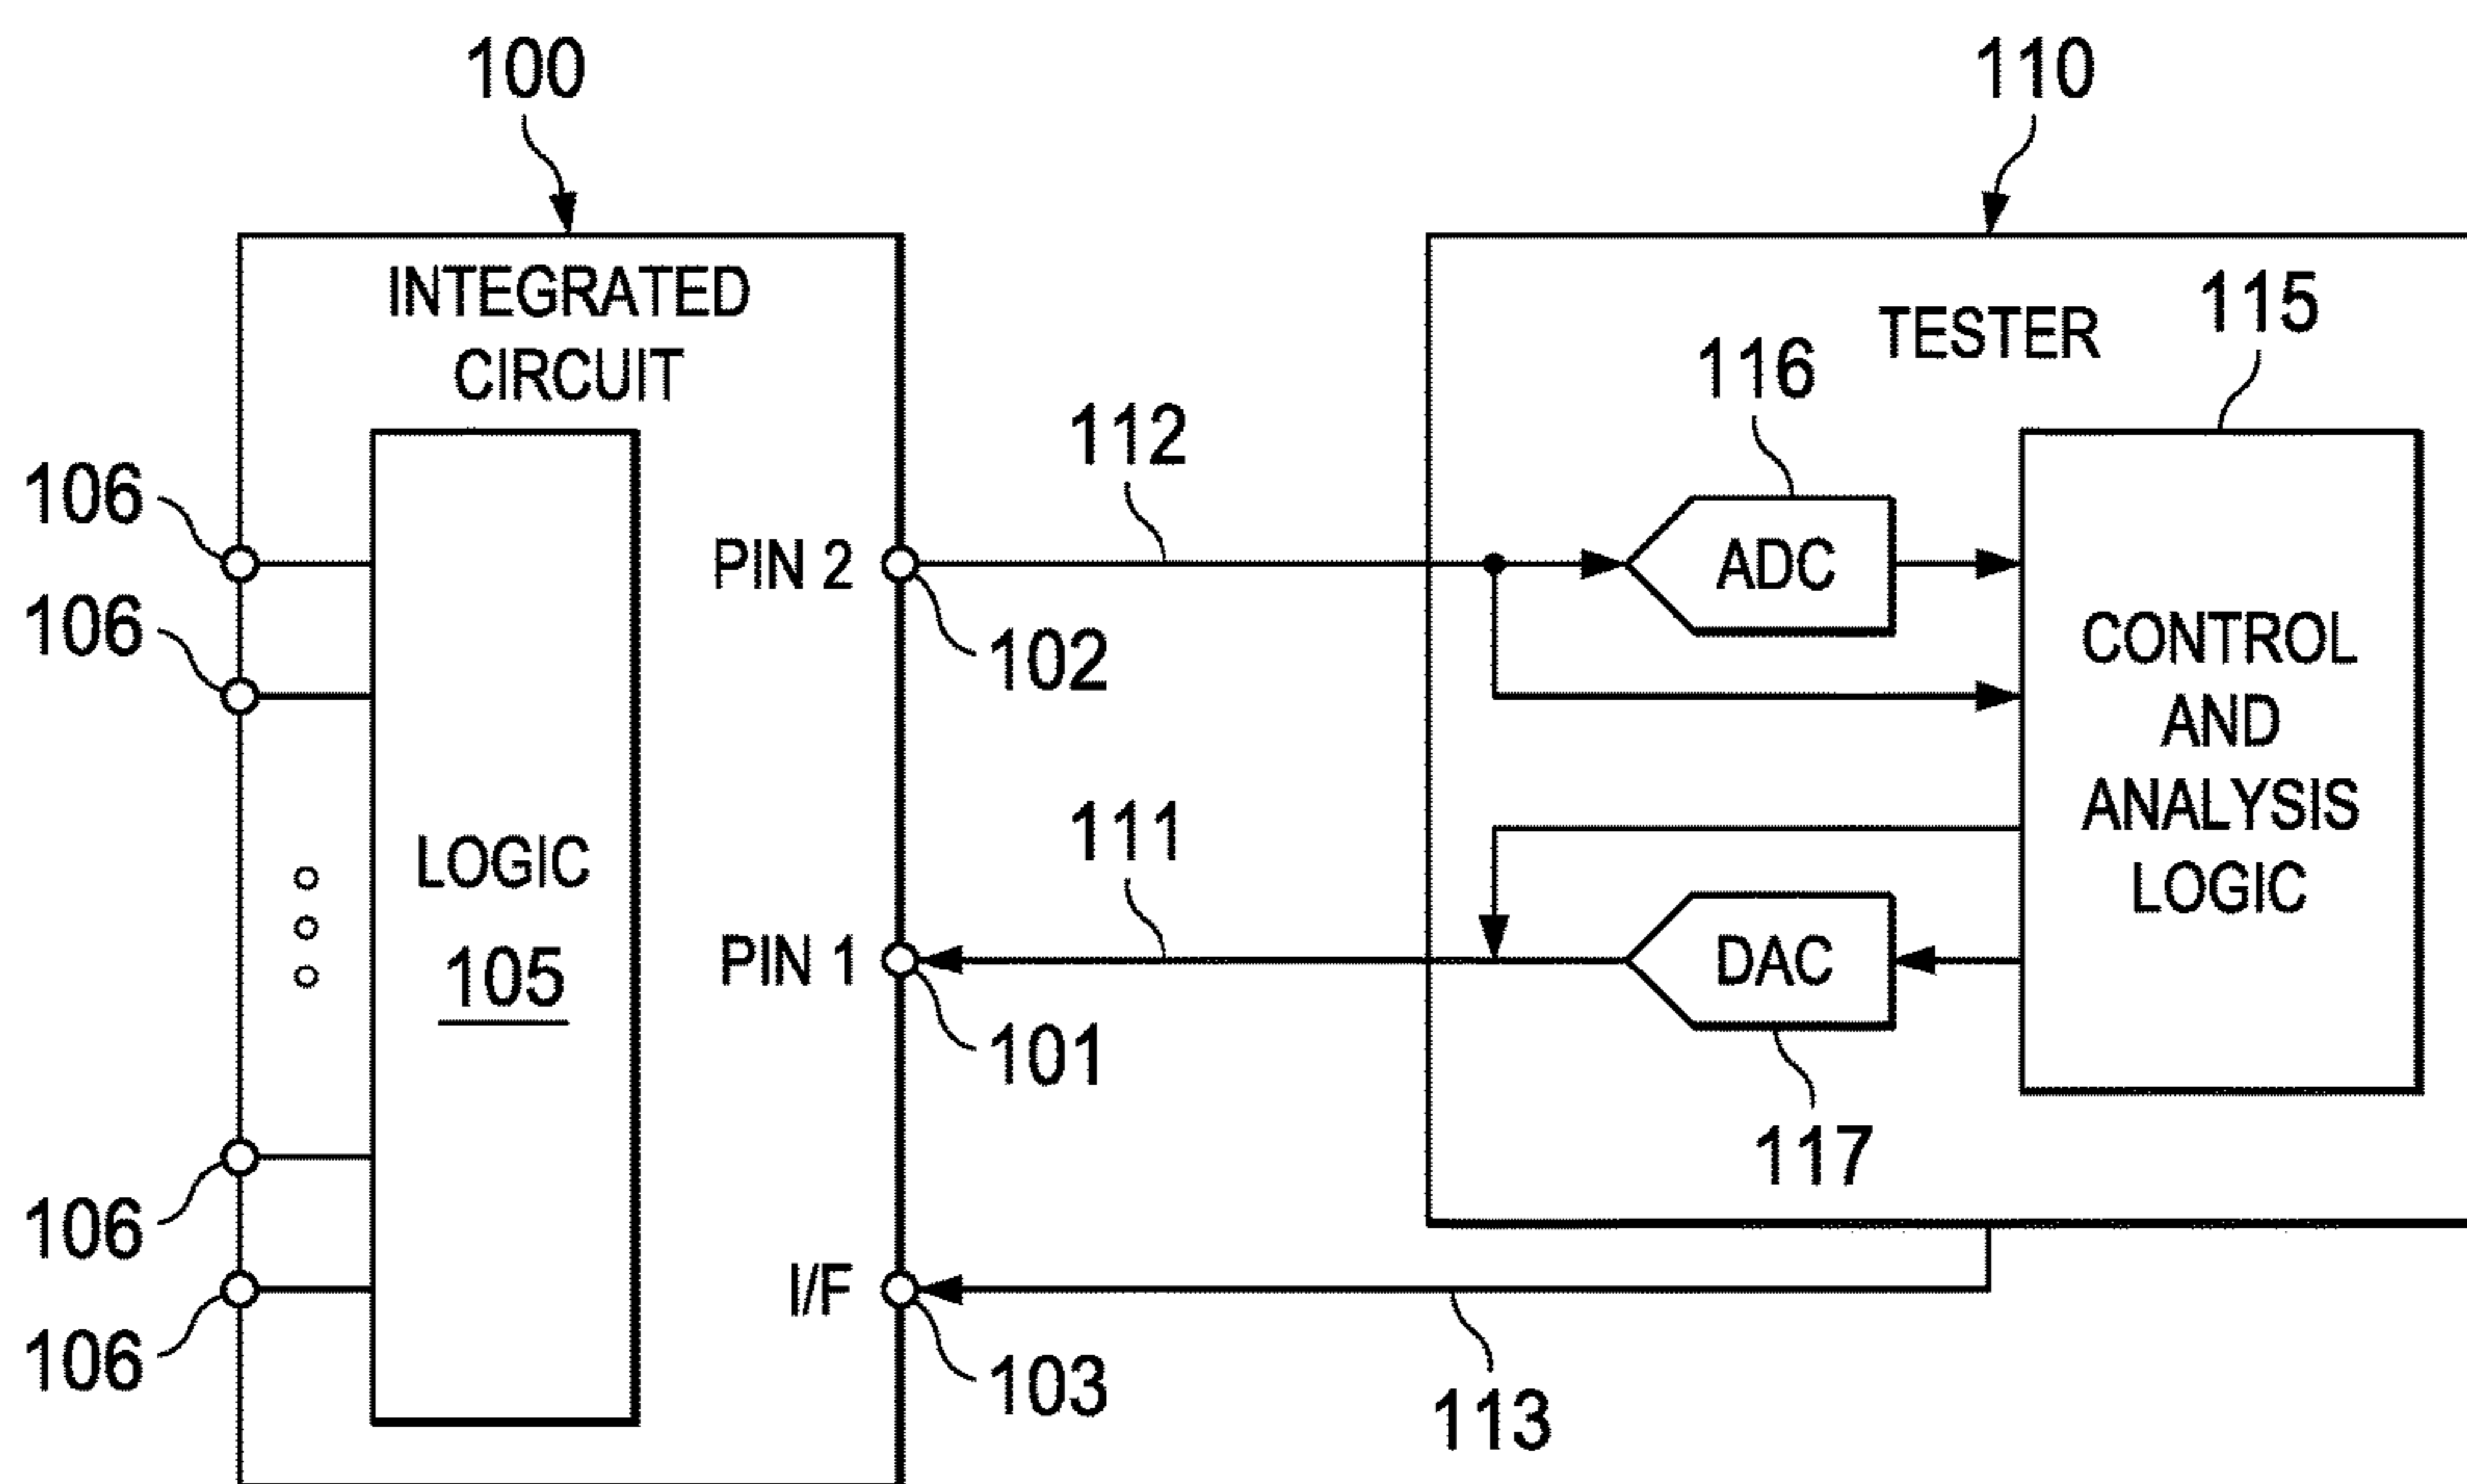 100
110
INTEGRATED
CIRCUIT
TESTER
115
116
112
106
PIN 2
ADC
106
102
CONTROL
AND
ANALYSIS
LOGIC
111
LOGIC
105
PIN 1
DAC
101
117
106
I/F
106
103
113